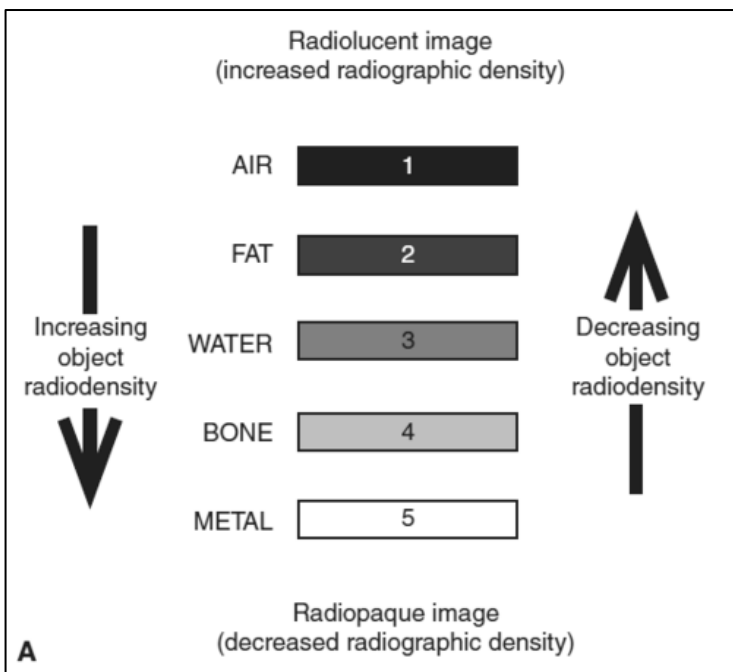 Radiolucent image
(increased radiographic density)
AIR
1
FAT
2
WATER
3
BONE
4
METAL
5
Increasing
object
radiodensity
Decreasing
object
radiodensity
Radiopaque image
(decreased radiographic density)
A